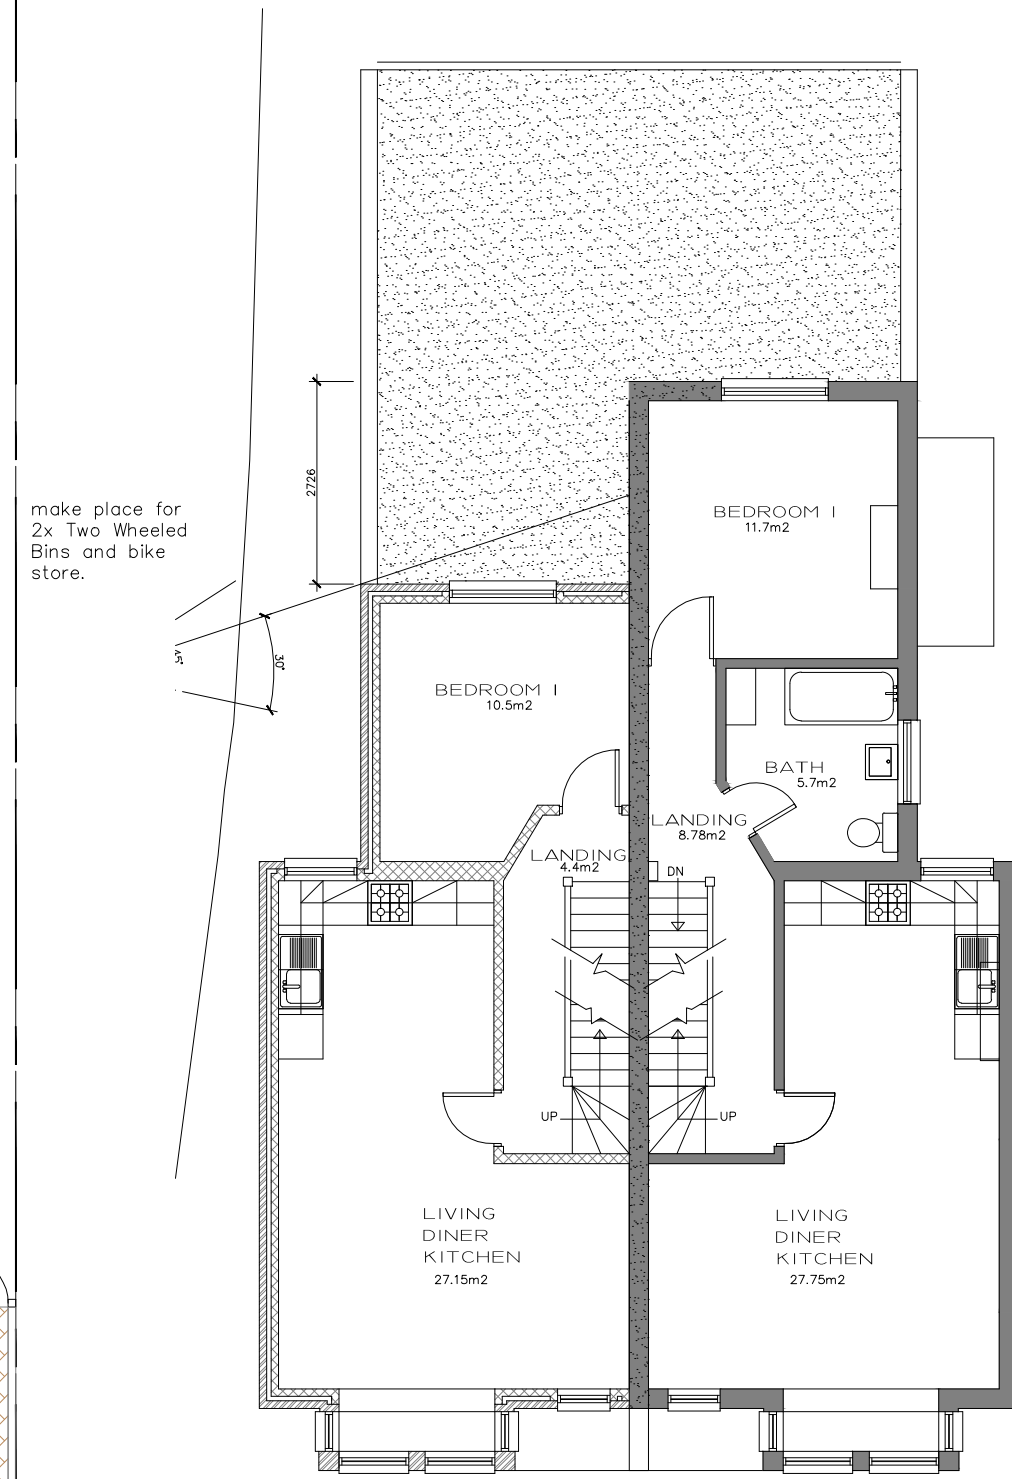 2726
make place for
2x Two Wheeled
Bins and bike
store.
BEDROOM 1
11.7m2
30°
BEDROOM 1
10.5m2
BATH
5.7m2
LANDING
8.78m2
LANDING
4.4m2
DN
UP
UP
LIVING
DINER
KITCHEN
27.15m2
LIVING
DINER
KITCHEN
27.75m2